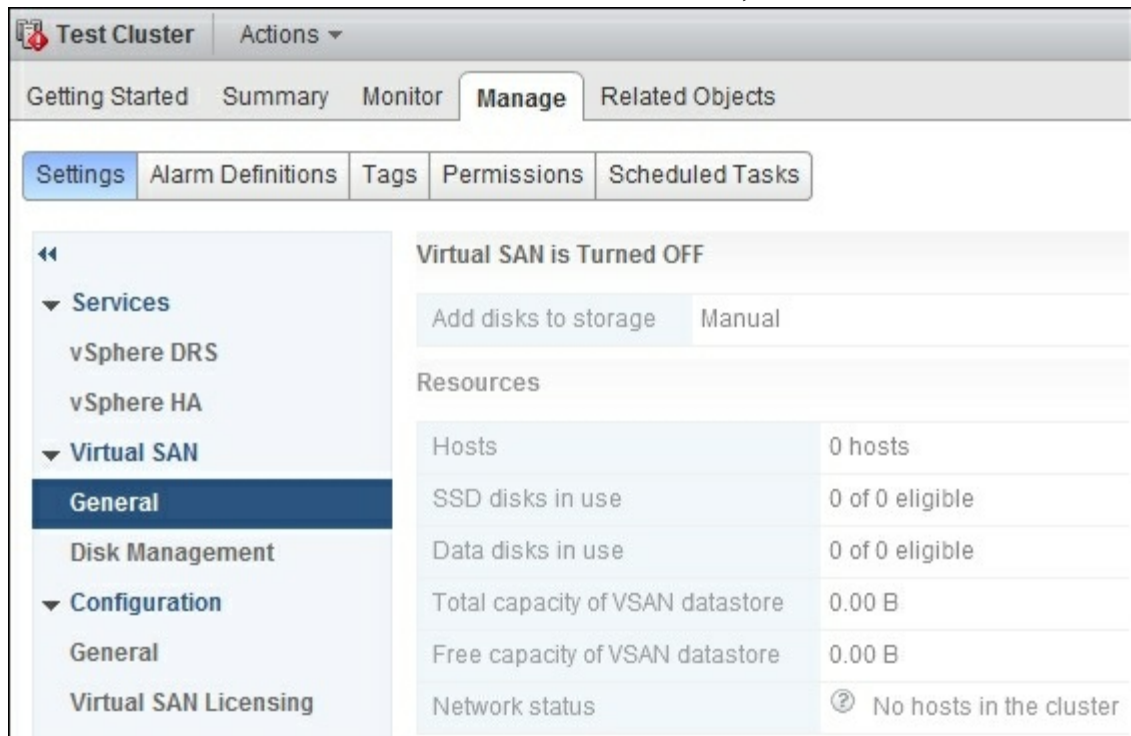 Test Cluster Actions
Getting Started Summary Monitor Manage Related Objects
Settings Alarm Definitions Tags Permissions Scheduled Tasks
Virtual SAN is Turned OFF
Services
Add disks to storage Manual
vSphere DRS
Resources
vSphere HA
Hosts 0 hosts
Virtual SAN
General
SSD disks in use 0 of 0 eligible
Disk Management
Data disks in use 0 of 0 eligible
Configuration
Total capacity of VSAN datastore 0.00 B
General
Free capacity of VSAN datastore 0.00 B
Virtual SAN Licensing
Network status ? No hosts in the cluster